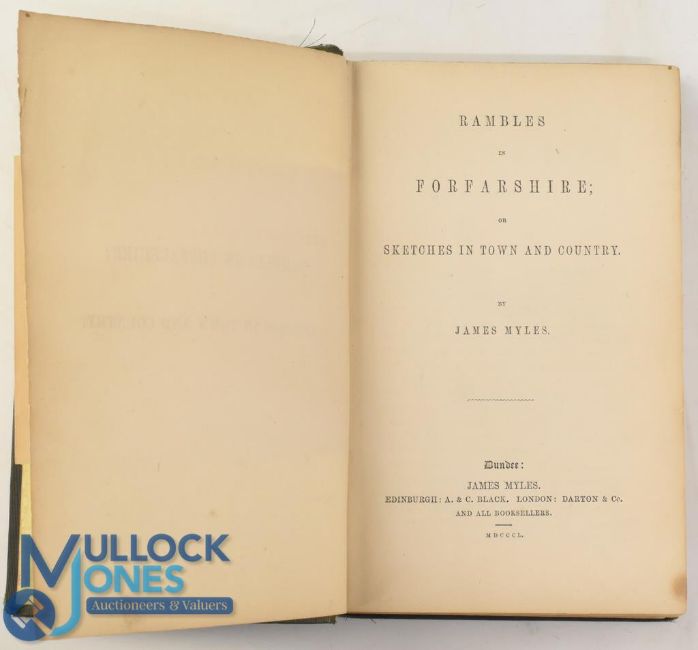 RAMBLES
IN
FORFARSHIRE;
OR
SKETCHES IN TOWN AND COUNTRY.
BY
JAMES MYLES.
Dundee:
JAMES MYLES.
EDINBURGH: A. & C. BLACK. LONDON: DARTON & Co.
AND ALL BOOKSELLERS.
MDCCCL.
MULLOCK
JONES
Auctioneers & Valuers